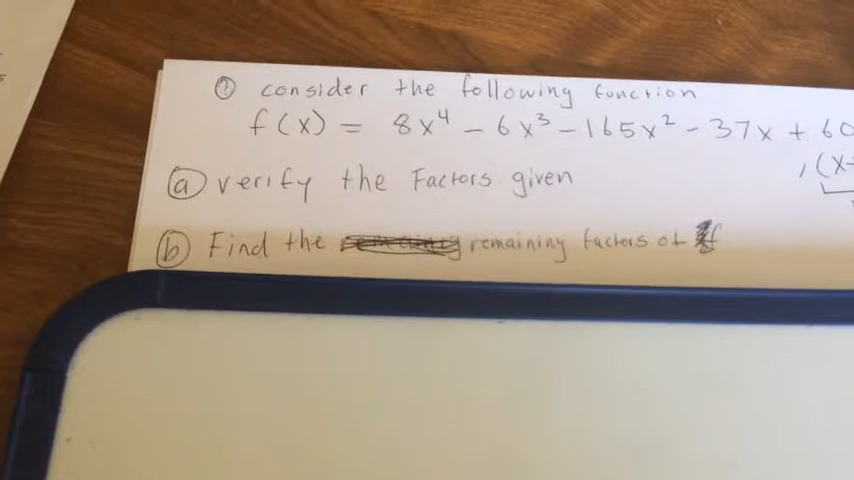 ① consider the following function
f(x) = 8x⁴ - 6x³ - 165x² - 37x + 60
, (x-
ⓐ verify the Factors given
ⓑ Find the remaining factors of f